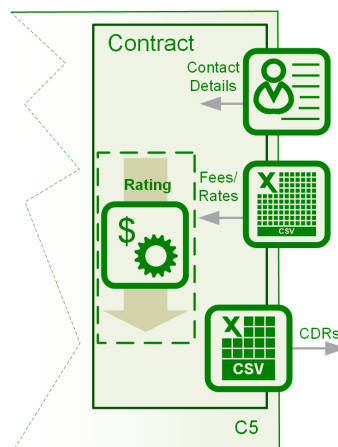 Contract
Contact
Details
Fees/
Rates
Rating
$
X
CSV
X
CSV
CDRs
C5